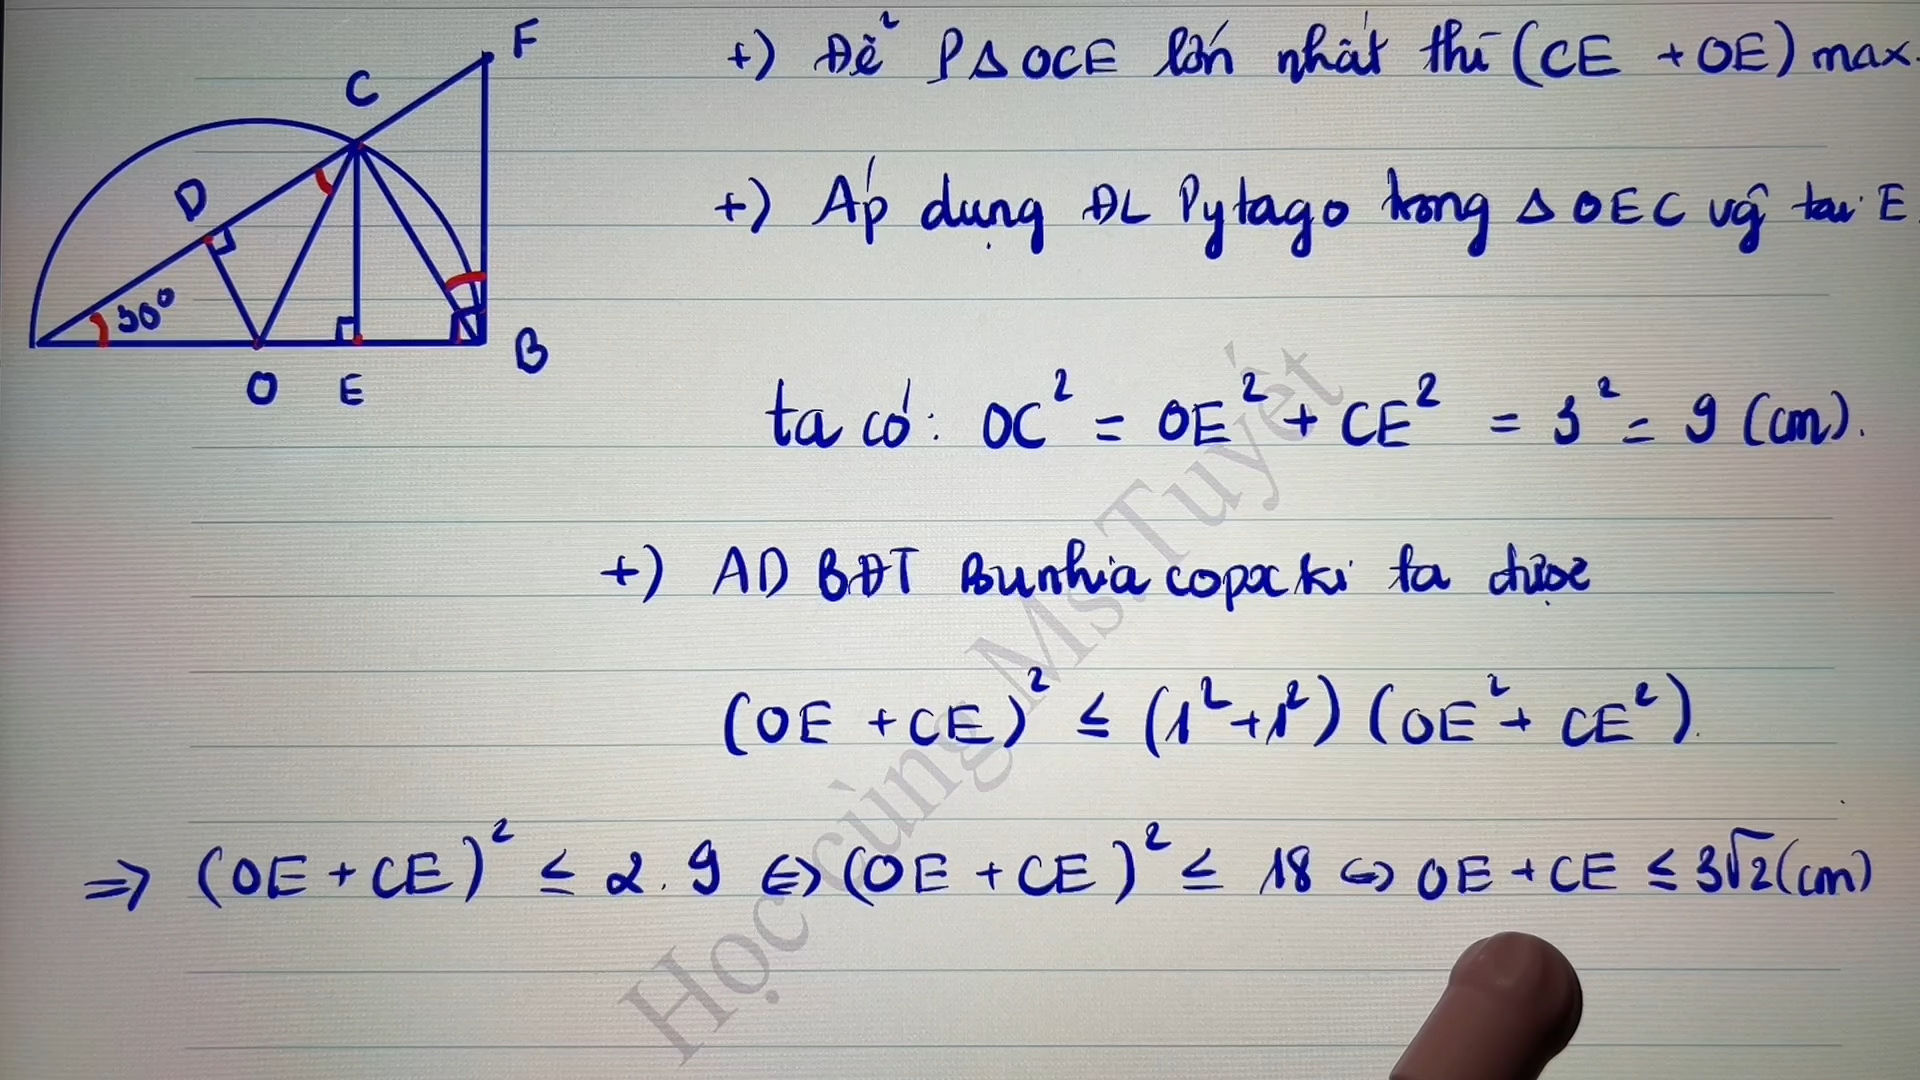 +) Để P△OCE lớn nhất thì (CE + OE) max.
+) Áp dụng ĐL Pytago trong △OEC vg tại E
ta có: OC² = OE² + CE² = 3² = 9 (cm).
+) AD BĐT Bunhiacopxki ta được
(OE + CE)² ≤ (1² + 1²) (OE² + CE²).
⇒ (OE + CE)² ≤ 2.9 ⇔ (OE + CE)² ≤ 18 ⇔ OE + CE ≤ 3√2 (cm)
F
C
D
30°
B
O E
Học cùng Ms.Tuyết